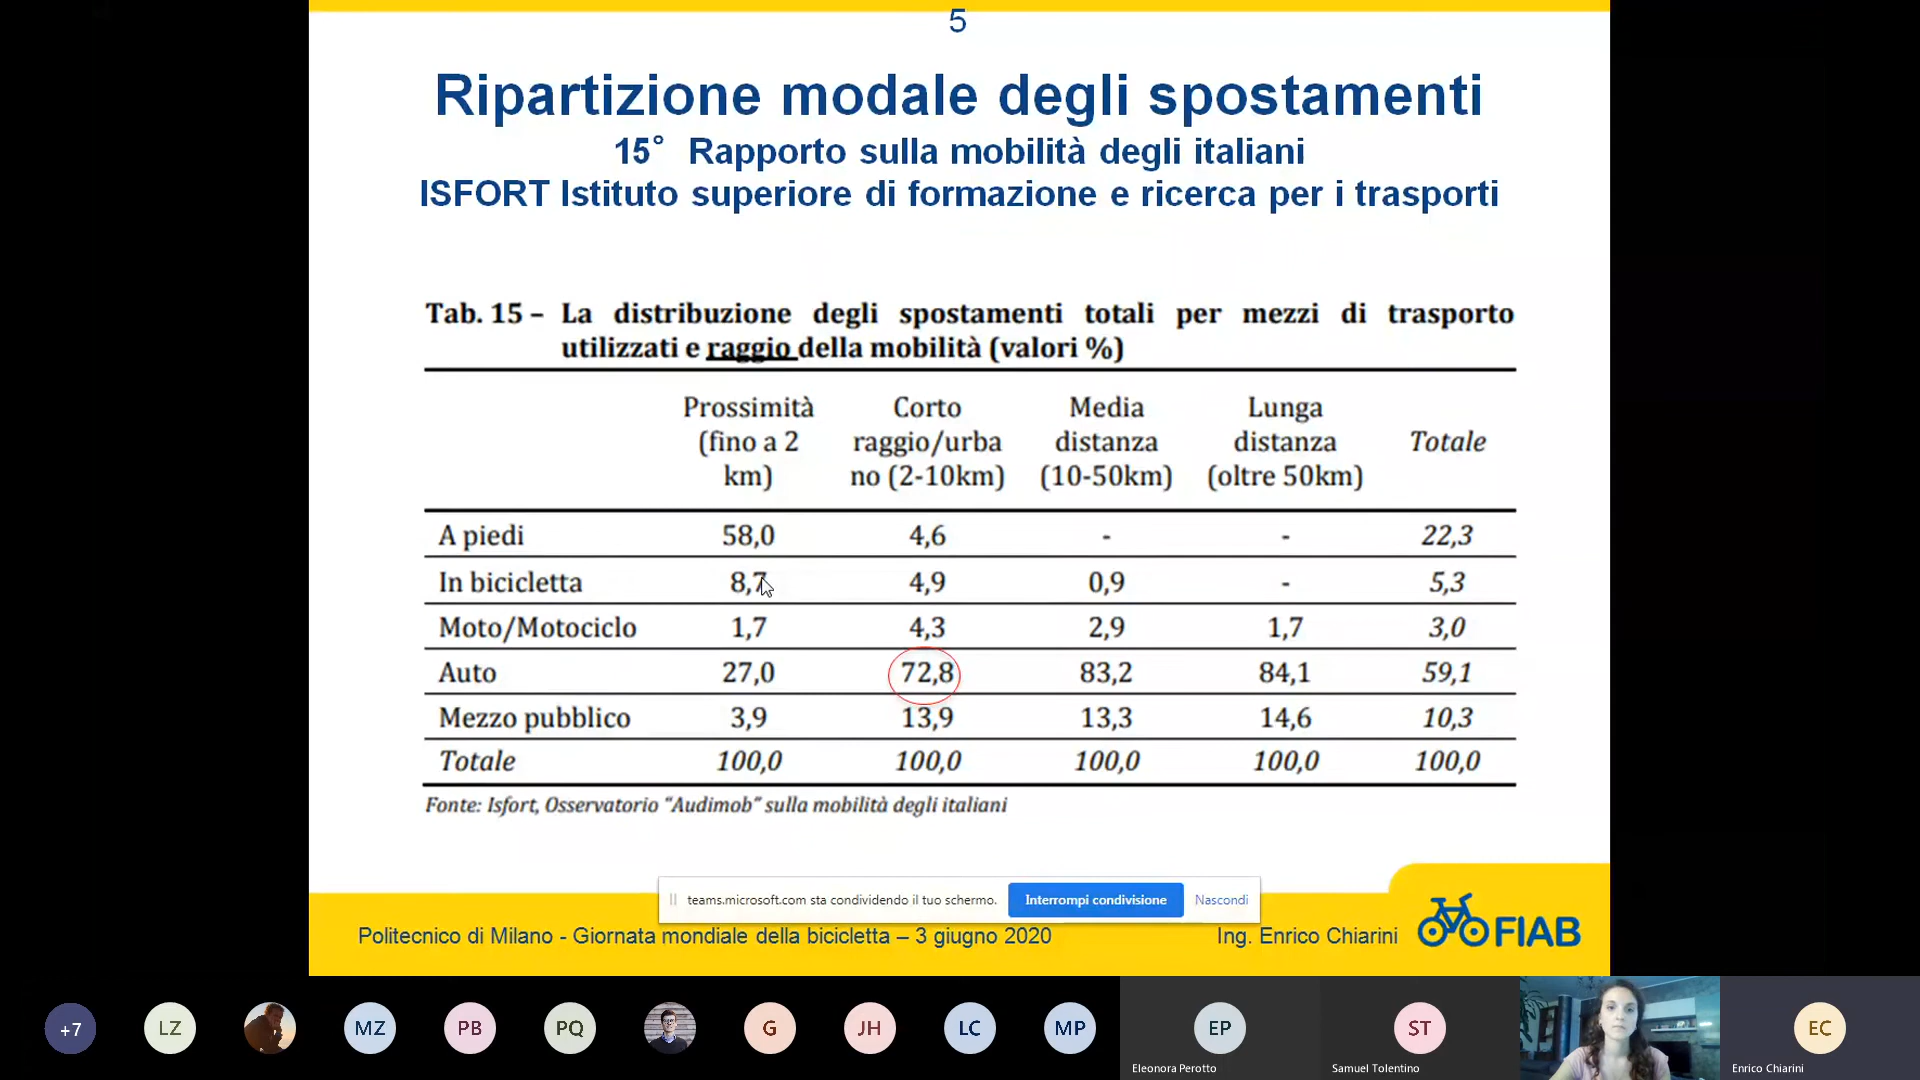 5
Ripartizione modale degli spostamenti
15° Rapporto sulla mobilità degli italiani
ISFORT Istituto superiore di formazione e ricerca per i trasporti
Tab. 15 – La distribuzione degli spostamenti totali per mezzi di trasporto
utilizzati e raggio della mobilità (valori %)
Prossimità (fino a 2 km) Corto raggio/urba no (2-10km) Media distanza (10-50km) Lunga distanza (oltre 50km) Totale
A piedi 58,0 4,6 - - 22,3
In bicicletta 8,7 4,9 0,9 - 5,3
Moto/Motociclo 1,7 4,3 2,9 1,7 3,0
Auto 27,0 72,8 83,2 84,1 59,1
Mezzo pubblico 3,9 13,9 13,3 14,6 10,3
Totale 100,0 100,0 100,0 100,0 100,0
Fonte: Isfort, Osservatorio “Audimob” sulla mobilità degli italiani
teams.microsoft.com sta condividendo il tuo schermo. Interrompi condivisione Nascondi
Politecnico di Milano - Giornata mondiale della bicicletta – 3 giugno 2020 Ing. Enrico Chiarini FIAB
+7 LZ MZ PB PQ G JH LC MP EP ST EC
Eleonora Perotto Samuel Tolentino Enrico Chiarini